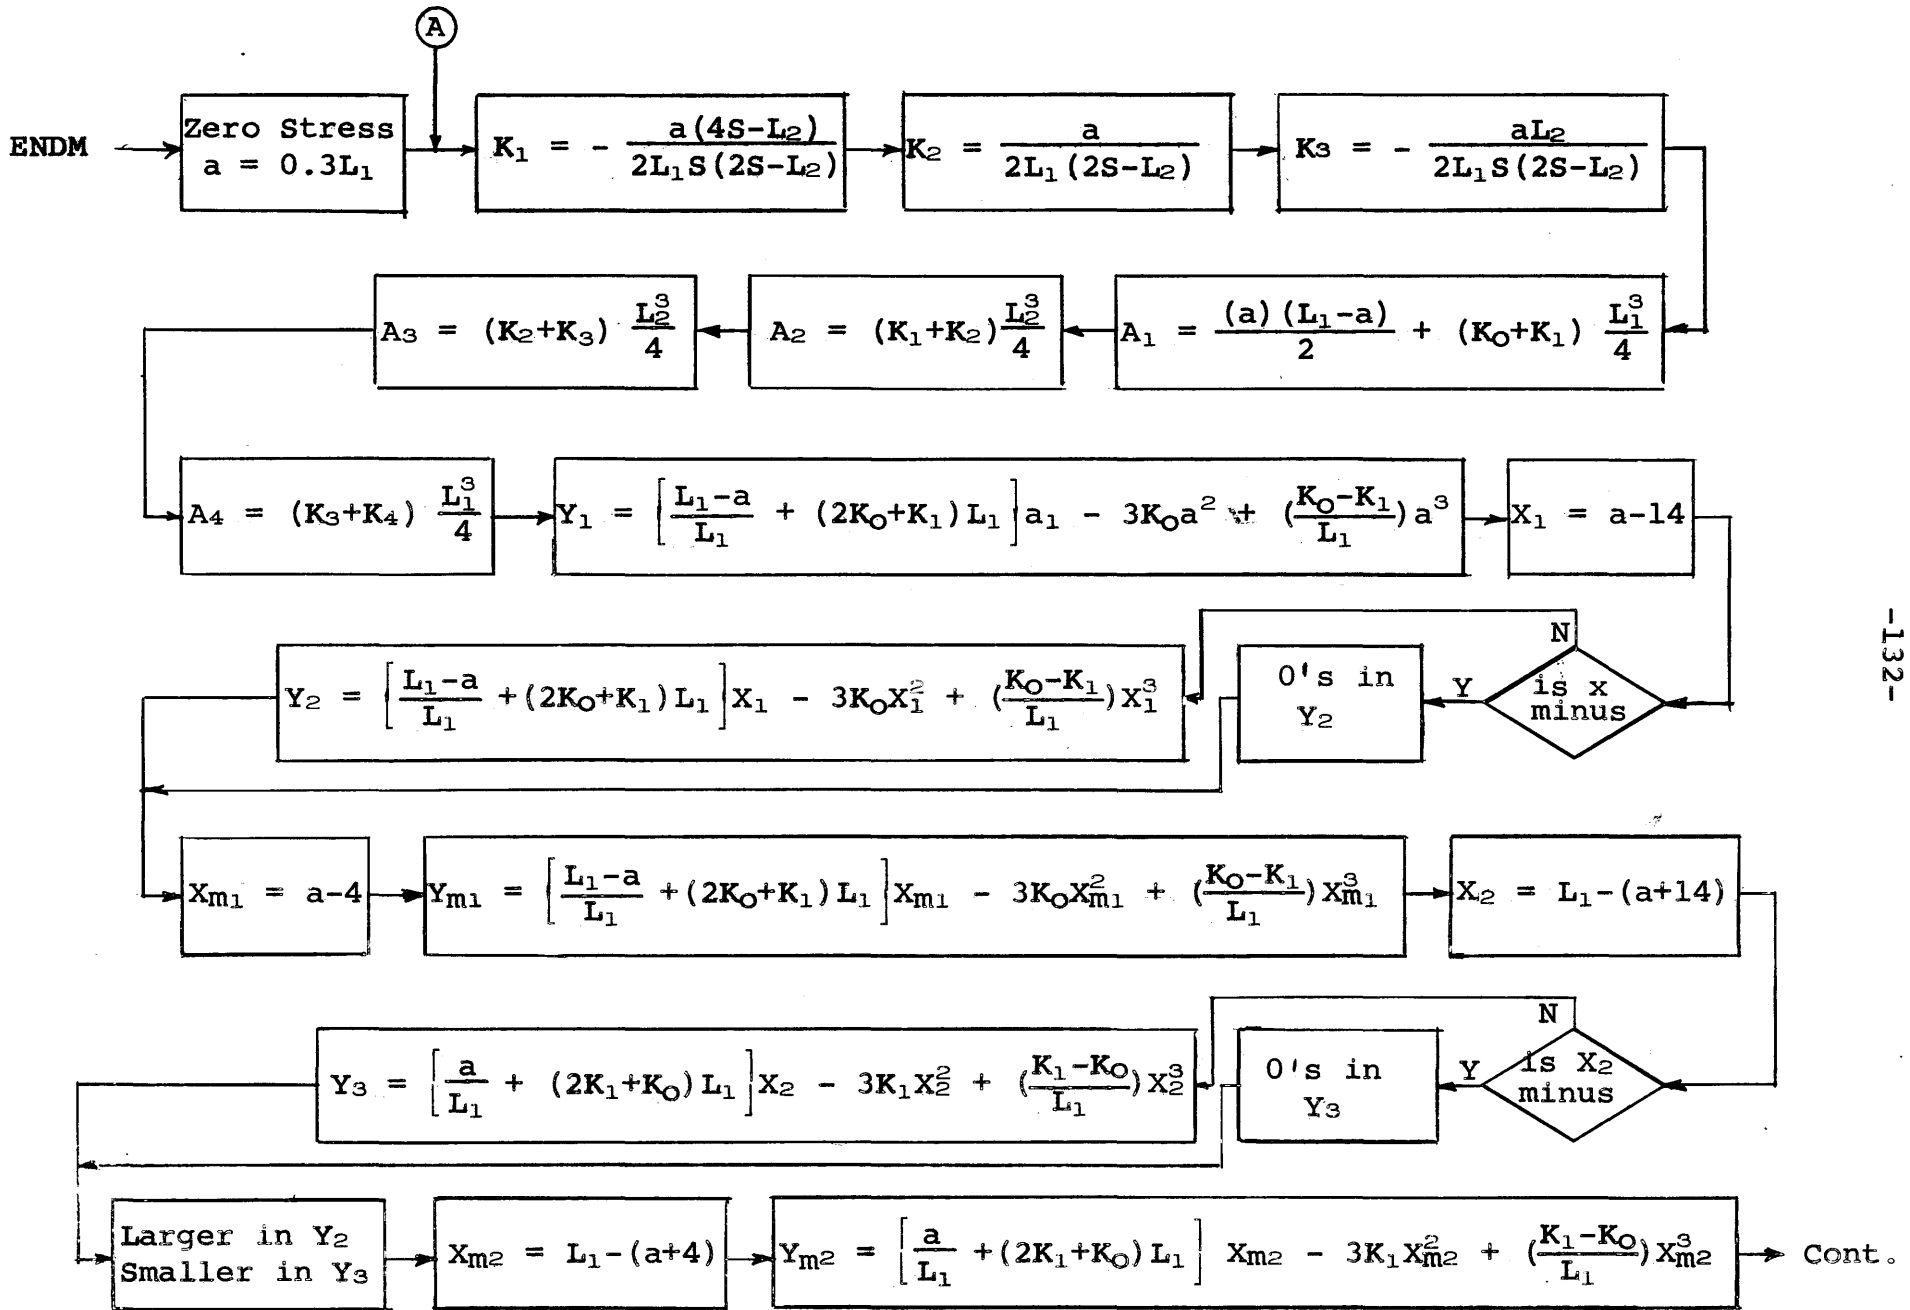 A
ENDM
Zero Stress
a = 0.3L₁
K₁ = - a(4S-L₂) / 2L₁S(2S-L₂)
K₂ = a / 2L₁(2S-L₂)
K₃ = - aL₂ / 2L₁S(2S-L₂)
A₁ = (a)(L₁-a) / 2 + (K₀+K₁) L₁³ / 4
A₂ = (K₁+K₂) L₂³ / 4
A₃ = (K₂+K₃) L₂³ / 4
A₄ = (K₃+K₄) L₁³ / 4
Y₁ = [L₁-a / L₁ + (2K₀+K₁)L₁]a₁ - 3K₀a² + (K₀-K₁ / L₁)a³
X₁ = a-14
is x
minus
N
Y
0's in
Y₂
Y₂ = [L₁-a / L₁ +(2K₀+K₁)L₁]X₁ - 3K₀X₁² + (K₀-K₁ / L₁)X₁³
-132-
Xm₁ = a-4
Ym₁ = [L₁-a / L₁ +(2K₀+K₁)L₁]Xm₁ - 3K₀Xm₁² + (K₀-K₁ / L₁)Xm₁³
X₂ = L₁-(a+14)
is X₂
minus
N
Y
0's in
Y₃
Y₃ = [a / L₁ + (2K₁+K₀)L₁]X₂ - 3K₁X₂² + (K₁-K₀ / L₁)X₂³
Larger in Y₂
Smaller in Y₃
Xm₂ = L₁-(a+4)
Ym₂ = [a / L₁ +(2K₁+K₀)L₁] Xm₂ - 3K₁Xm₂² + (K₁-K₀ / L₁)Xm₂³
Cont.